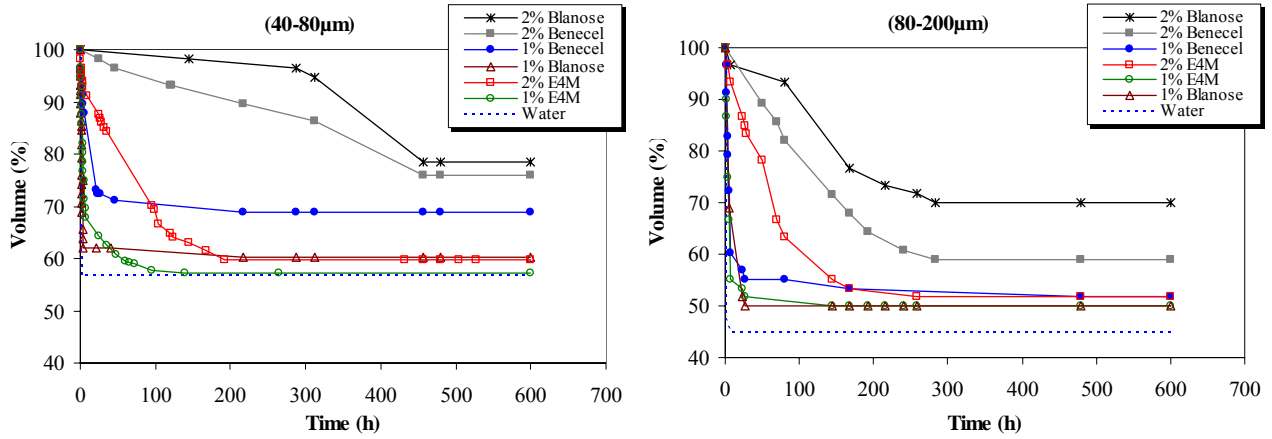 (40-80µm)
2% Blanose
2% Benecel
1% Benecel
1% Blanose
2% E4M
1% E4M
Water
100
90
80
70
60
50
40
Volume (%)
0
100
200
300
400
500
600
700
Time (h)
(80-200µm)
2% Blanose
2% Benecel
1% Benecel
2% E4M
1% E4M
1% Blanose
Water
100
90
80
70
60
50
40
Volume (%)
0
100
200
300
400
500
600
700
Time (h)